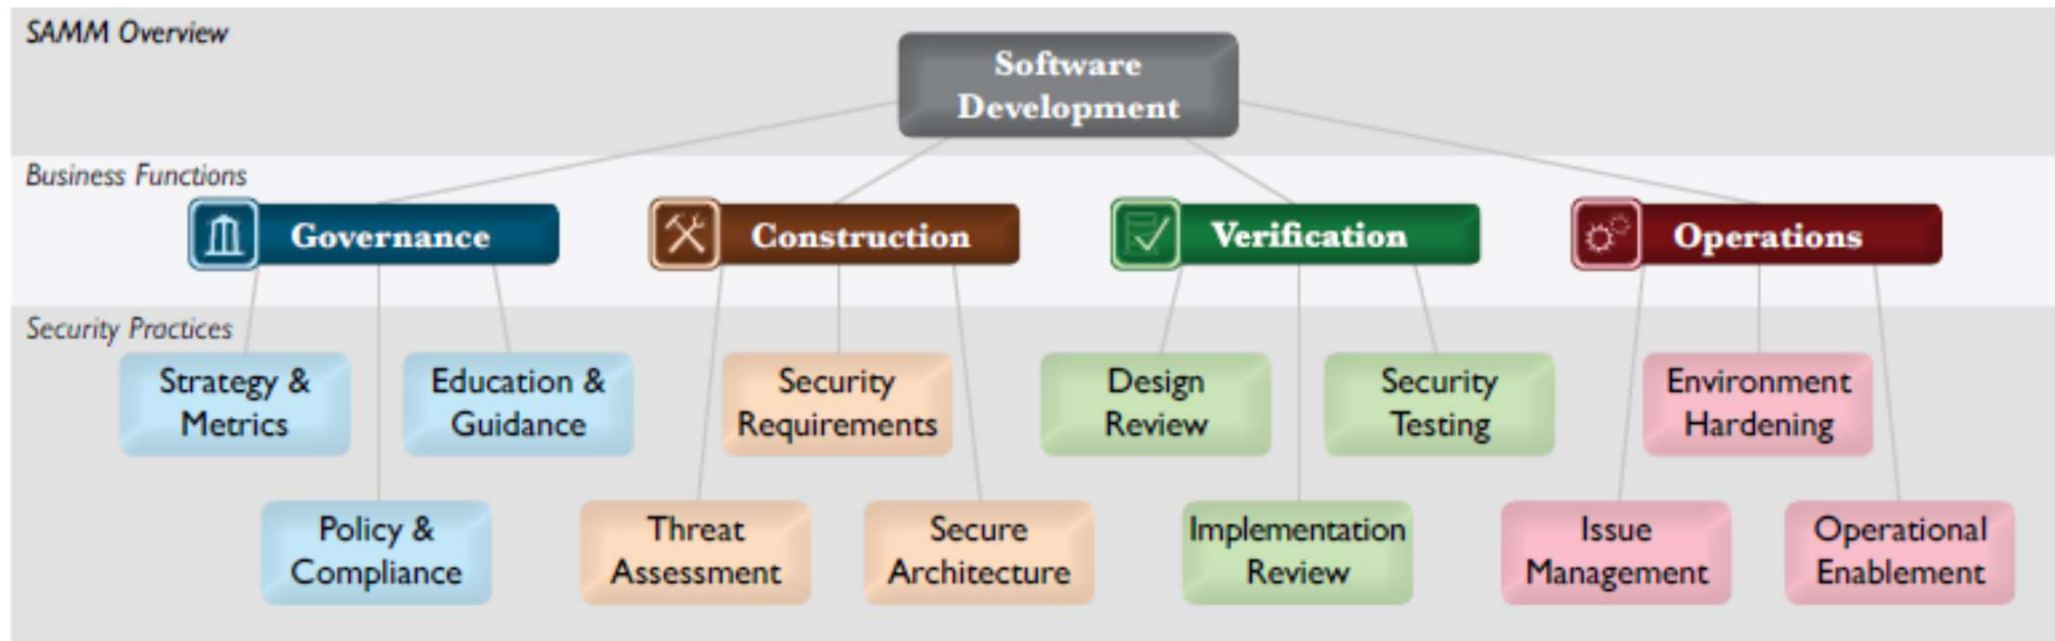 SAMM Overview
Software
Development
Business Functions
Governance
Construction
Verification
Operations
Security Practices
Strategy &
Metrics
Education &
Guidance
Security
Requirements
Design
Review
Security
Testing
Environment
Hardening
Policy &
Compliance
Threat
Assessment
Secure
Architecture
Implementation
Review
Issue
Management
Operational
Enablement